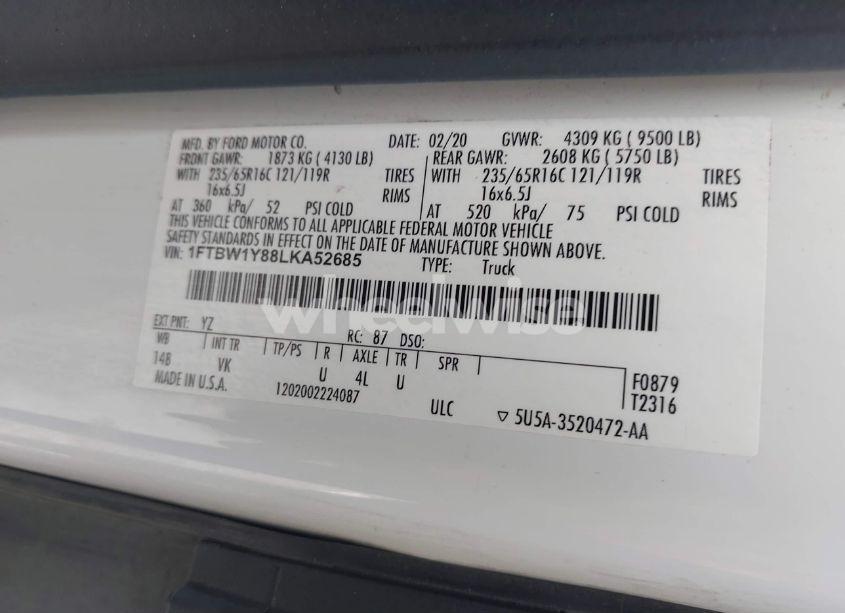 MFD. BY FORD MOTOR CO. DATE: 02/20 GVWR: 4309 KG ( 9500 LB)
FRONT GAWR: 1873 KG ( 4130 LB) REAR GAWR: 2608 KG ( 5750 LB)
WITH 235/65R16C 121/119R TIRES WITH 235/65R16C 121/119R TIRES
16x6.5J RIMS 16x6.5J RIMS
AT 360 kPa/ 52 PSI COLD AT 520 kPa/ 75 PSI COLD
THIS VEHICLE CONFORMS TO ALL APPLICABLE FEDERAL MOTOR VEHICLE
SAFETY STANDARDS IN EFFECT ON THE DATE OF MANUFACTURE SHOWN ABOVE.
VIN: 1FTBW1Y88LKA52685 TYPE: Truck
wheelwise
EXT PNT: YZ RC: 87 DSO:
WB INT TR TP/PS R AXLE TR SPR
148 VK U 4L U F0879
MADE IN U.S.A. 1202002224087 ULC T2316
5U5A-3520472-AA